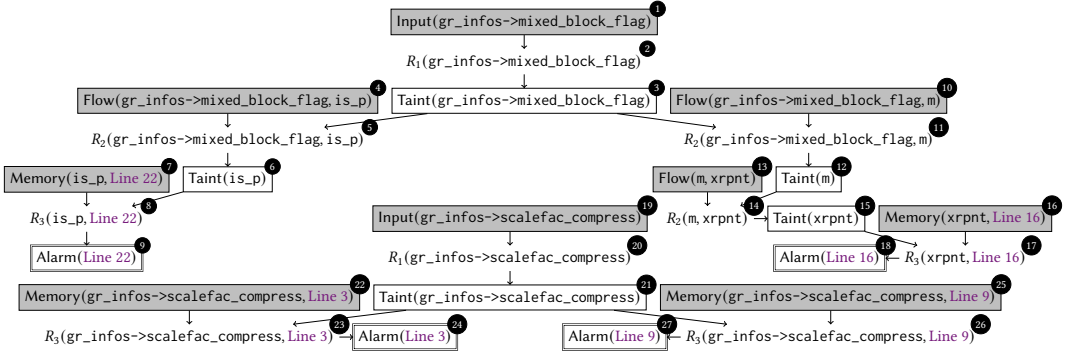 Input(gr_infos->mixed_block_flag) 1
R1(gr_infos->mixed_block_flag) 2
Flow(gr_infos->mixed_block_flag, is_p) 4
Taint(gr_infos->mixed_block_flag) 3
Flow(gr_infos->mixed_block_flag, m) 10
R2(gr_infos->mixed_block_flag, is_p) 5
R2(gr_infos->mixed_block_flag, m) 11
Memory(is_p, Line 22) 7
Taint(is_p) 6
Flow(m, xrpnt) 13
Taint(m) 12
R3(is_p, Line 22) 8
Input(gr_infos->scalefac_compress) 19
R2(m, xrpnt) 14
Taint(xrpnt) 15
Memory(xrpnt, Line 16) 16
Alarm(Line 22) 9
R1(gr_infos->scalefac_compress) 20
Alarm(Line 16) 18
R3(xrpnt, Line 16) 17
Memory(gr_infos->scalefac_compress, Line 3) 22
Taint(gr_infos->scalefac_compress) 21
Memory(gr_infos->scalefac_compress, Line 9) 25
R3(gr_infos->scalefac_compress, Line 3) 23
Alarm(Line 3) 24
Alarm(Line 9) 27
R3(gr_infos->scalefac_compress, Line 9) 26